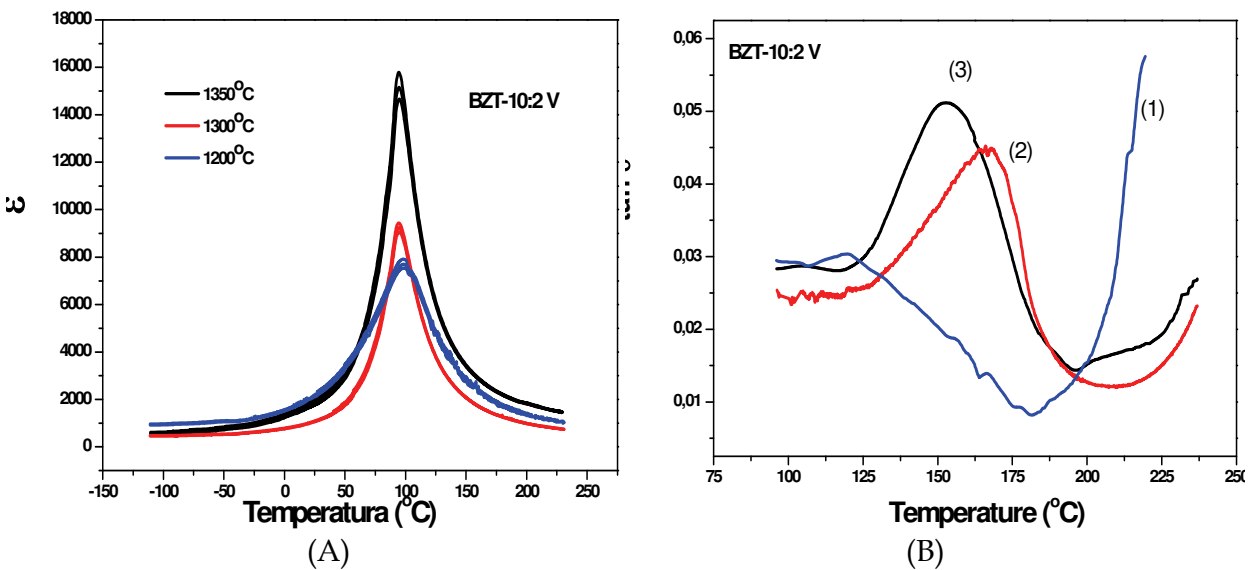 18000
16000
14000
12000
10000
8000
6000
4000
2000
0
ε
1350°C
1300°C
1200°C
BZT-10:2 V
-150 -100 -50 0 50 100 150 200 250
Temperatura (°C)
(A)
0,06
0,05
0,04
0,03
0,02
0,01
BZT-10:2 V
(3)
(2)
(1)
75 100 125 150 175 200 225 250
Temperature (°C)
(B)